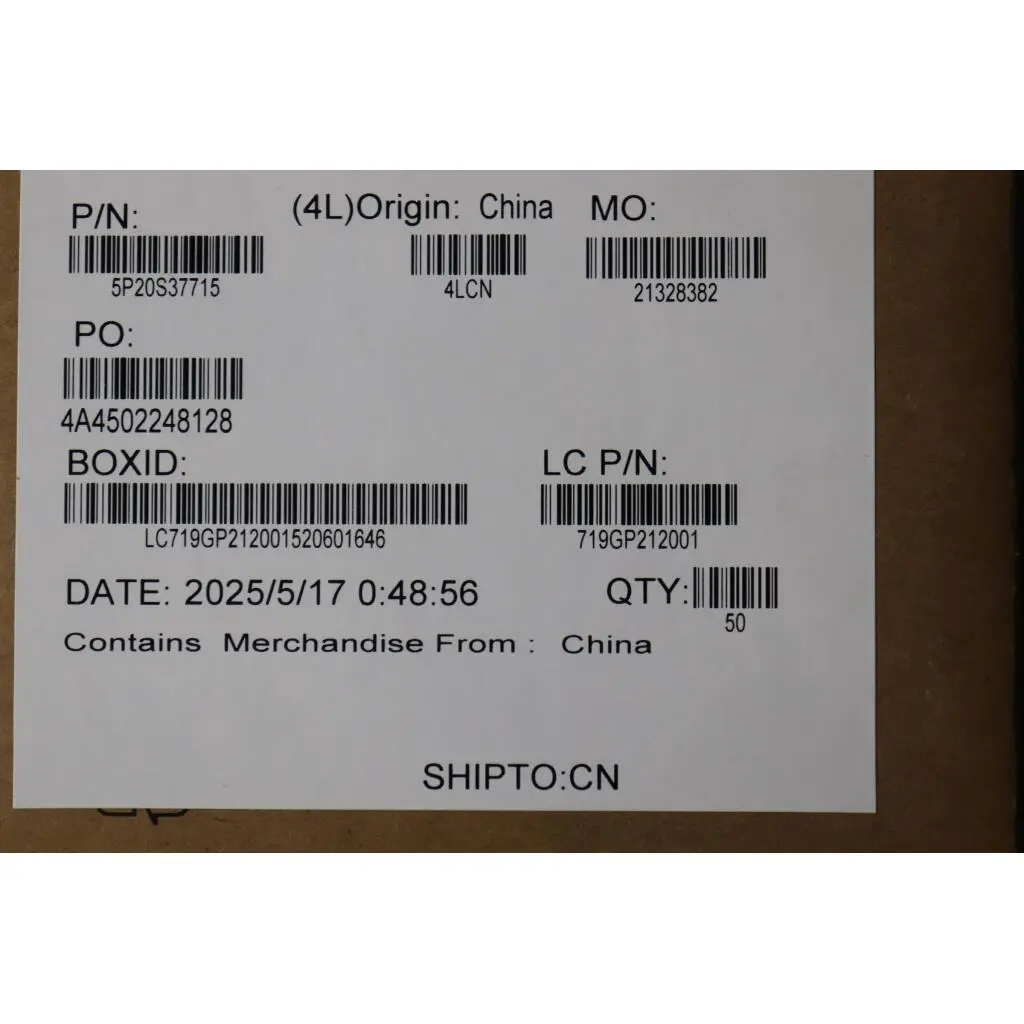 P/N: (4L)Origin: China MO:
5P20S37715 4LCN 21328382
PO:
4A4502248128
BOXID: LC P/N:
LC719GP212001520601646 719GP212001
DATE: 2025/5/17 0:48:56 QTY:
50
Contains Merchandise From : China
SHIPTO:CN